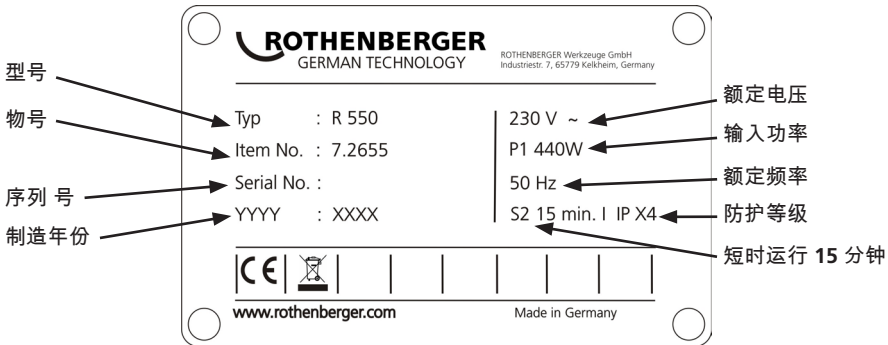 ROTHENBERGER
GERMAN TECHNOLOGY
ROTHENBERGER Werkzeuge GmbH
Industriestr. 7, 65779 Kelkheim, Germany
型号
物号
序列 号
制造年份
Typ : R 550
Item No. : 7.2655
Serial No. :
YYYY : XXXX
230 V ~
P1 440W
50 Hz
S2 15 min. I IP X4
额定电压
输入功率
额定频率
防护等级
短时运行 15 分钟
CE
www.rothenberger.com
Made in Germany